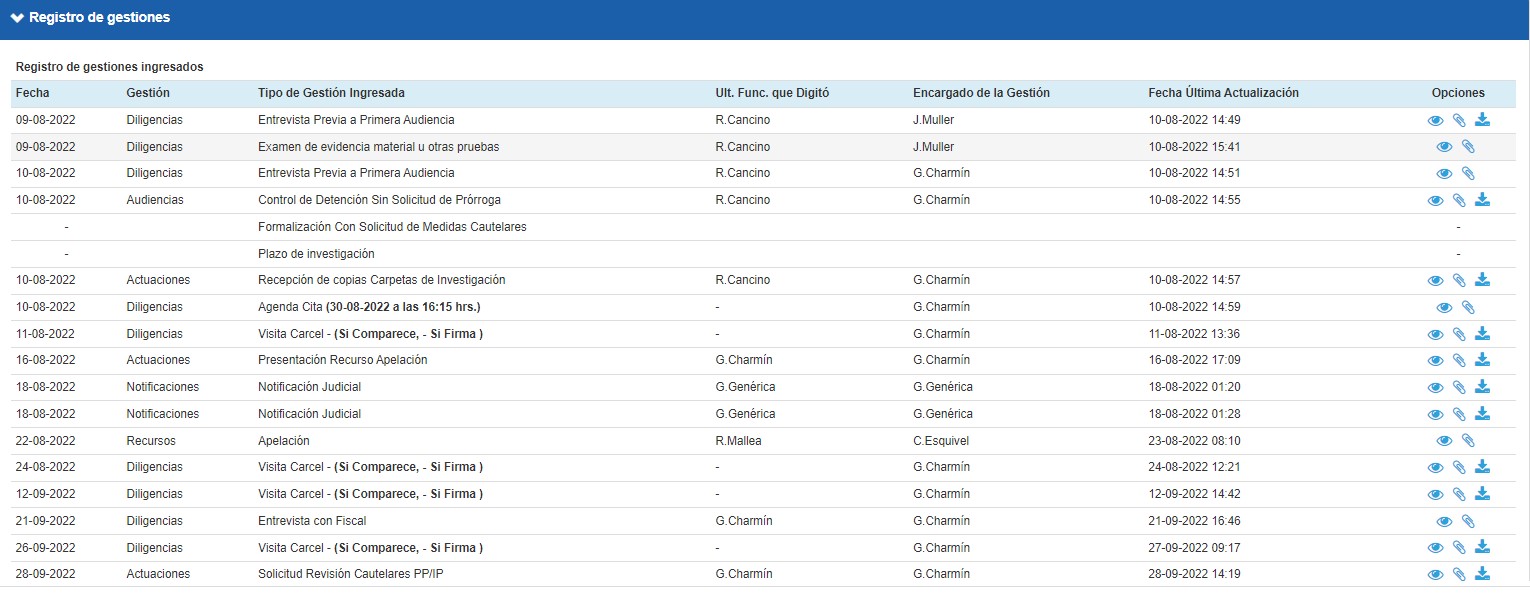 Registro de gestiones
Registro de gestiones ingresados
Fecha Gestión Tipo de Gestión Ingresada Ult. Func. que Digitó Encargado de la Gestión Fecha Última Actualización Opciones
09-08-2022 Diligencias Entrevista Previa a Primera Audiencia R.Cancino J.Muller 10-08-2022 14:49
09-08-2022 Diligencias Examen de evidencia material u otras pruebas R.Cancino J.Muller 10-08-2022 15:41
10-08-2022 Diligencias Entrevista Previa a Primera Audiencia R.Cancino G.Charmín 10-08-2022 14:51
10-08-2022 Audiencias Control de Detención Sin Solicitud de Prórroga R.Cancino G.Charmín 10-08-2022 14:55
- Formalización Con Solicitud de Medidas Cautelares -
- Plazo de investigación -
10-08-2022 Actuaciones Recepción de copias Carpetas de Investigación R.Cancino G.Charmín 10-08-2022 14:57
10-08-2022 Diligencias Agenda Cita (30-08-2022 a las 16:15 hrs.) - G.Charmín 10-08-2022 14:59
11-08-2022 Diligencias Visita Carcel - (Si Comparece, - Si Firma ) - G.Charmín 11-08-2022 13:36
16-08-2022 Actuaciones Presentación Recurso Apelación G.Charmín G.Charmín 16-08-2022 17:09
18-08-2022 Notificaciones Notificación Judicial G.Genérica G.Genérica 18-08-2022 01:20
18-08-2022 Notificaciones Notificación Judicial G.Genérica G.Genérica 18-08-2022 01:28
22-08-2022 Recursos Apelación R.Mallea C.Esquivel 23-08-2022 08:10
24-08-2022 Diligencias Visita Carcel - (Si Comparece, - Si Firma ) - G.Charmín 24-08-2022 12:21
12-09-2022 Diligencias Visita Carcel - (Si Comparece, - Si Firma ) - G.Charmín 12-09-2022 14:42
21-09-2022 Diligencias Entrevista con Fiscal G.Charmín G.Charmín 21-09-2022 16:46
26-09-2022 Diligencias Visita Carcel - (Si Comparece, - Si Firma ) - G.Charmín 27-09-2022 09:17
28-09-2022 Actuaciones Solicitud Revisión Cautelares PP/IP G.Charmín G.Charmín 28-09-2022 14:19